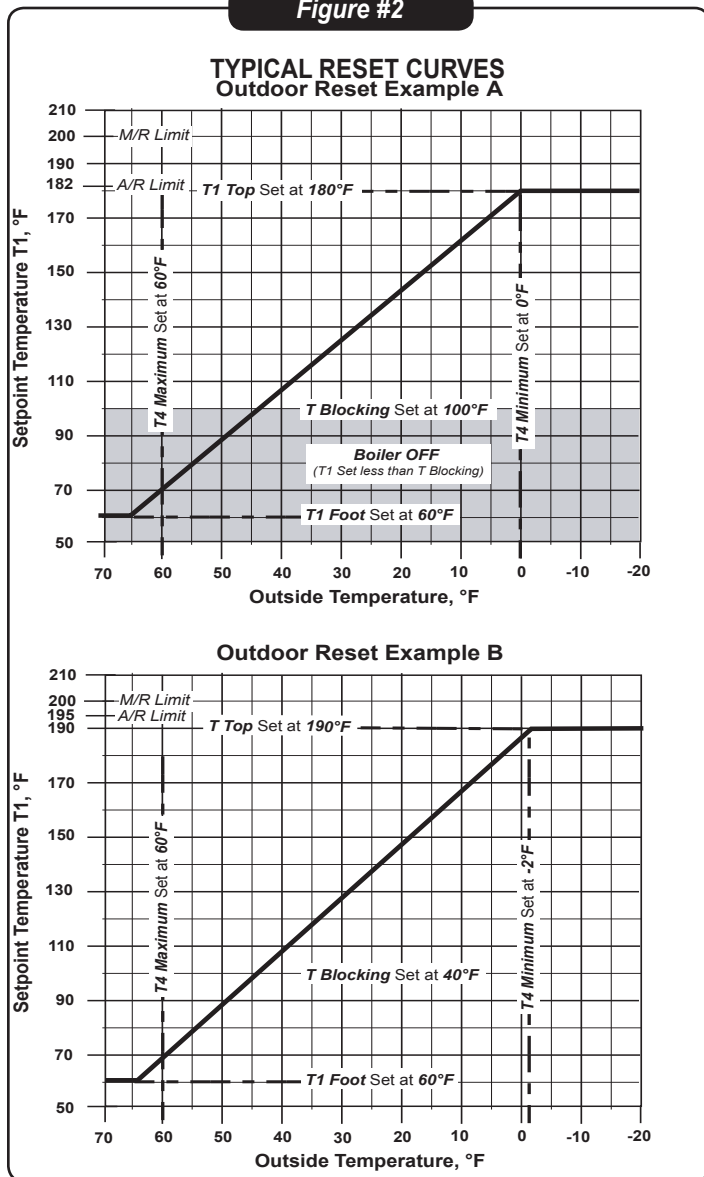 Figure #2
TYPICAL RESET CURVES
Outdoor Reset Example A
210
200
190
182
170
150
130
110
90
70
50
Setpoint Temperature T1, °F
M/R Limit
A/R Limit
T1 Top Set at 180°F
T4 Maximum Set at 60°F
T4 Minimum Set at 0°F
T Blocking Set at 100°F
Boiler OFF
(T1 Set less than T Blocking)
T1 Foot Set at 60°F
70 60 50 40 30 20 10 0 -10 -20
Outside Temperature, °F
Outdoor Reset Example B
210
200
195
190
170
150
130
110
90
70
50
Setpoint Temperature T1, °F
M/R Limit
A/R Limit
T Top Set at 190°F
T4 Maximum Set at 60°F
T4 Minimum Set at -2°F
T Blocking Set at 40°F
T1 Foot Set at 60°F
70 60 50 40 30 20 10 0 -10 -20
Outside Temperature, °F